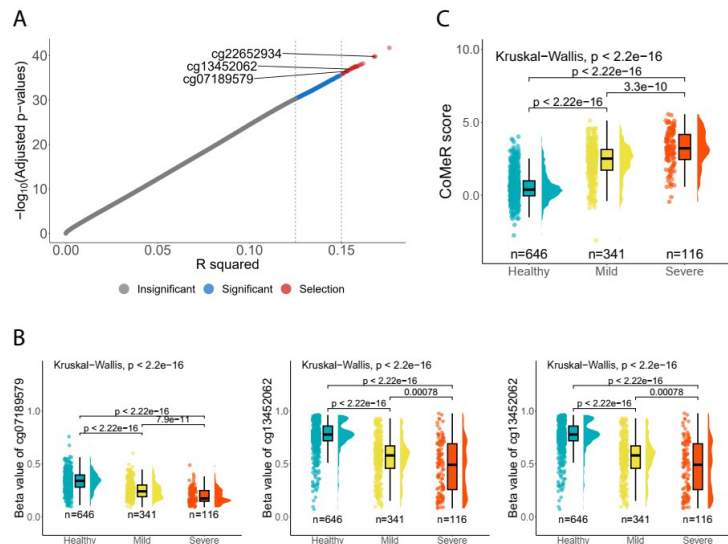 A
−log10(Adjusted p−values)
40
30
20
10
0
cg22652934
cg13452062
cg07189579
0.00
0.05
0.10
0.15
R squared
Insignificant
Significant
Selection
C
CoMeR score
10.0
5.0
0.0
Kruskal−Wallis, p < 2.2e−16
p < 2.22e−16
3.3e−10
p < 2.22e−16
n=646
n=341
n=116
Healthy
Mild
Severe
B
Beta value of cg07189579
1.0
0.5
0.0
Kruskal−Wallis, p < 2.2e−16
p < 2.22e−16
7.9e−11
p < 2.22e−16
n=646
n=341
n=116
Healthy
Mild
Severe
Beta value of cg13452062
1.0
0.5
0.0
Kruskal−Wallis, p < 2.2e−16
p < 2.22e−16
0.00078
p < 2.22e−16
n=646
n=341
n=116
Healthy
Mild
Severe
Beta value of cg13452062
1.0
0.5
0.0
Kruskal−Wallis, p < 2.2e−16
p < 2.22e−16
0.00078
p < 2.22e−16
n=646
n=341
n=116
Healthy
Mild
Severe